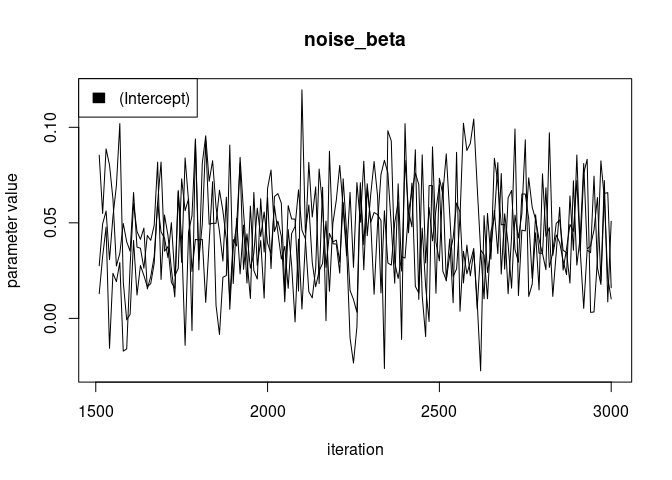 noise_beta
(Intercept)
parameter value
0.10
0.05
0.00
1500 2000 2500 3000
iteration